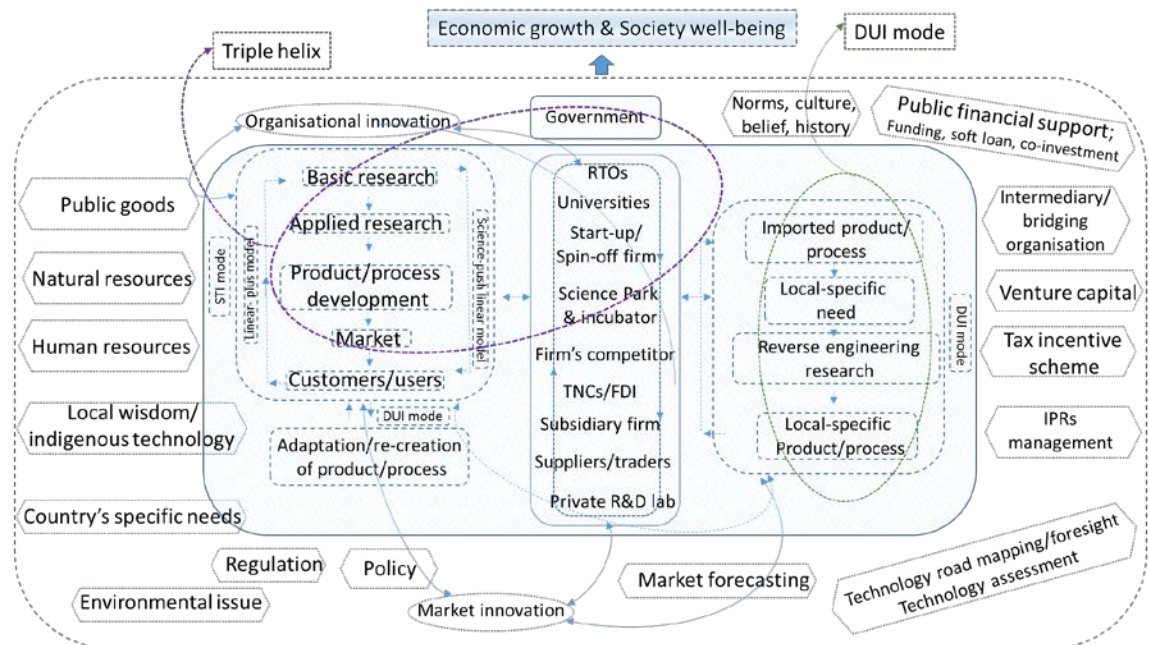 Economic growth & Society well-being
Triple helix
DUI mode
Organisational innovation
Government
Norms, culture,
belief, history
Public financial support;
Funding, soft loan, co-investment
Public goods
Natural resources
Human resources
Local wisdom/
indigenous technology
Country's specific needs
STI mode
Linear- plus model
Basic research
Applied research
Product/process
development
Market
Customers/users
Science-push linear model
DUI mode
Adaptation/re-creation
of product/process
RTOs
Universities
Start-up/
Spin-off firm
Science Park
& incubator
Firm's competitor
TNCs/FDI
Subsidiary firm
Suppliers/traders
Private R&D lab
Imported product/
process
Local-specific
need
Reverse engineering
research
Local-specific
Product/process
DUI mode
Intermediary/
bridging
organisation
Venture capital
Tax incentive
scheme
IPRs
management
Regulation
Policy
Environmental issue
Market innovation
Market forecasting
Technology road mapping/foresight
Technology assessment